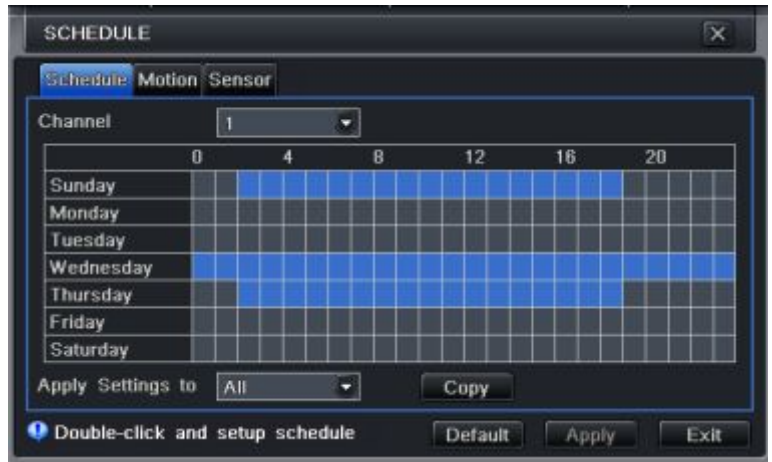 SCHEDULE
Schedule Motion Sensor
Channel 1
0 4 8 12 16 20
Sunday
Monday
Tuesday
Wednesday
Thursday
Friday
Saturday
Apply Settings to All Copy
Double-click and setup schedule Default Apply Exit